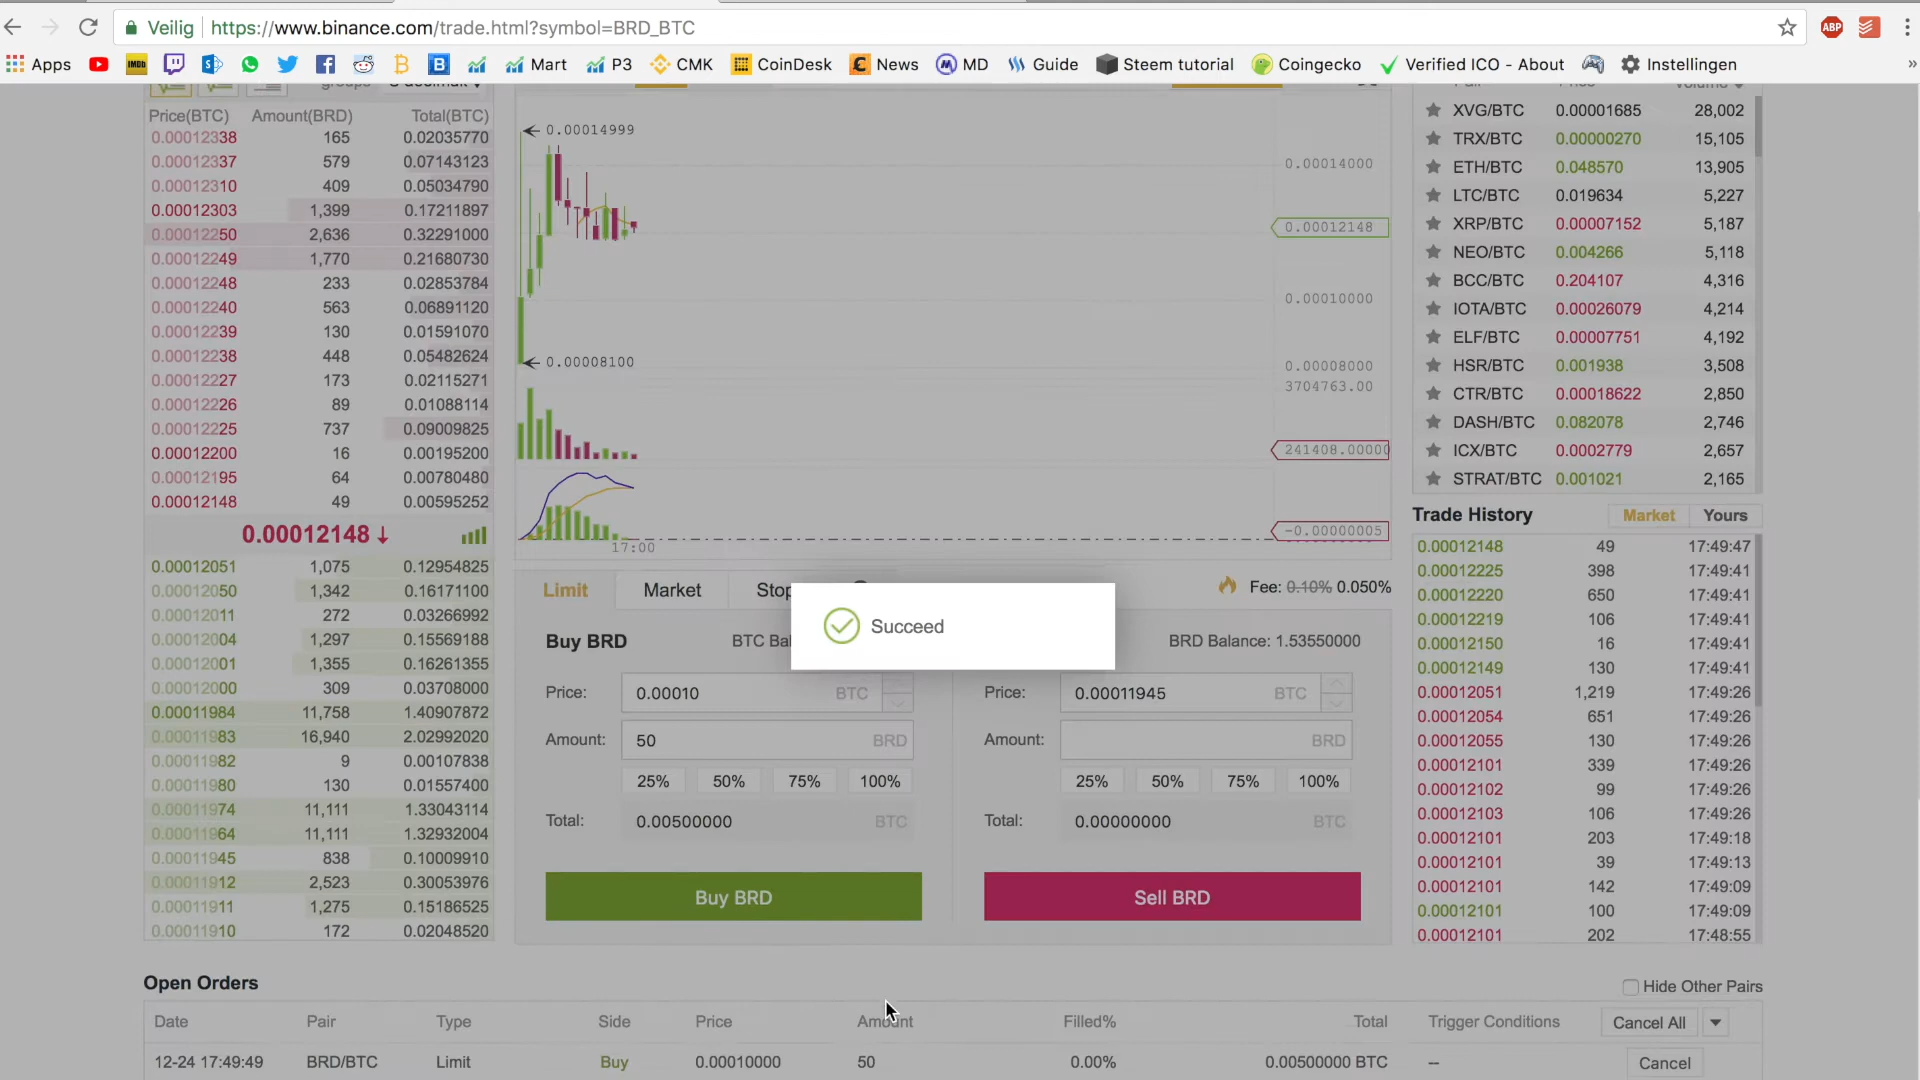 Veilig https://www.binance.com/trade.html?symbol=BRD_BTC ABP
Apps IMDb B Mart P3 CMK CoinDesk News MD Guide Steem tutorial Coingecko Verified ICO - About Instellingen »
Price(BTC) Amount(BRD) Total(BTC)
0.00012338 165 0.02035770
0.00012337 579 0.07143123
0.00012310 409 0.05034790
0.00012303 1,399 0.17211897
0.00012250 2,636 0.32291000
0.00012249 1,770 0.21680730
0.00012248 233 0.02853784
0.00012240 563 0.06891120
0.00012239 130 0.01591070
0.00012238 448 0.05482624
0.00012227 173 0.02115271
0.00012226 89 0.01088114
0.00012225 737 0.09009825
0.00012200 16 0.00195200
0.00012195 64 0.00780480
0.00012148 49 0.00595252
0.00012148↓
0.00012051 1,075 0.12954825
0.00012050 1,342 0.16171100
0.00012011 272 0.03266992
0.00012004 1,297 0.15569188
0.00012001 1,355 0.16261355
0.00012000 309 0.03708000
0.00011984 11,758 1.40907872
0.00011983 16,940 2.02992020
0.00011982 9 0.00107838
0.00011980 130 0.01557400
0.00011974 11,111 1.33043114
0.00011964 11,111 1.32932004
0.00011945 838 0.10009910
0.00011912 2,523 0.30053976
0.00011911 1,275 0.15186525
0.00011910 172 0.02048520
0.00014999
0.00014000
0.00012148
0.00010000
0.00008100
0.00008000
3704763.00
241408.00000
-0.00000005
17:00
XVG/BTC 0.00001685 28,002
TRX/BTC 0.00000270 15,105
ETH/BTC 0.048570 13,905
LTC/BTC 0.019634 5,227
XRP/BTC 0.00007152 5,187
NEO/BTC 0.004266 5,118
BCC/BTC 0.204107 4,316
IOTA/BTC 0.00026079 4,214
ELF/BTC 0.00007751 4,192
HSR/BTC 0.001938 3,508
CTR/BTC 0.00018622 2,850
DASH/BTC 0.082078 2,746
ICX/BTC 0.0002779 2,657
STRAT/BTC 0.001021 2,165
Trade History Market Yours
0.00012148 49 17:49:47
0.00012225 398 17:49:41
0.00012220 650 17:49:41
0.00012219 106 17:49:41
0.00012150 16 17:49:41
0.00012149 130 17:49:41
0.00012051 1,219 17:49:26
0.00012054 651 17:49:26
0.00012055 130 17:49:26
0.00012101 339 17:49:26
0.00012102 99 17:49:26
0.00012103 106 17:49:26
0.00012101 203 17:49:18
0.00012101 39 17:49:13
0.00012101 142 17:49:09
0.00012101 100 17:49:09
0.00012101 202 17:48:55
Limit Market Stop Fee: 0.10% 0.050%
Succeed
Buy BRD BTC Bal BRD Balance: 1.53550000
Price: 0.00010 BTC Price: 0.00011945 BTC
Amount: 50 BRD Amount: BRD
25% 50% 75% 100% 25% 50% 75% 100%
Total: 0.00500000 BTC Total: 0.00000000 BTC
Buy BRD Sell BRD
Open Orders Hide Other Pairs
Date Pair Type Side Price Amount Filled% Total Trigger Conditions Cancel All
12-24 17:49:49 BRD/BTC Limit Buy 0.00010000 50 0.00% 0.00500000 BTC -- Cancel